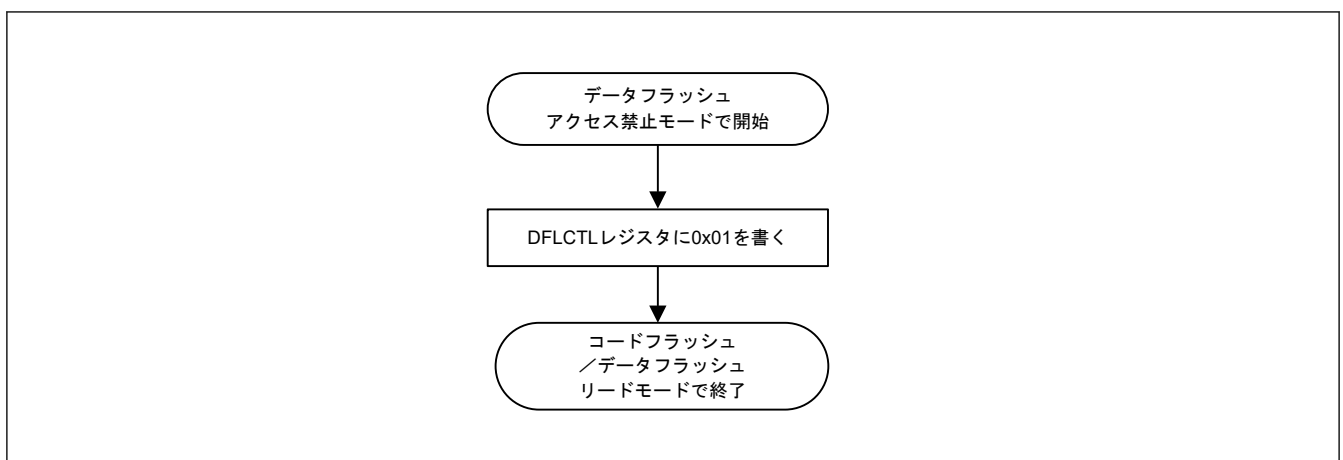 データフラッシュ
アクセス禁止モードで開始
DFLCTLレジスタに0x01を書く
コードフラッシュ
／データフラッシュ
リードモードで終了